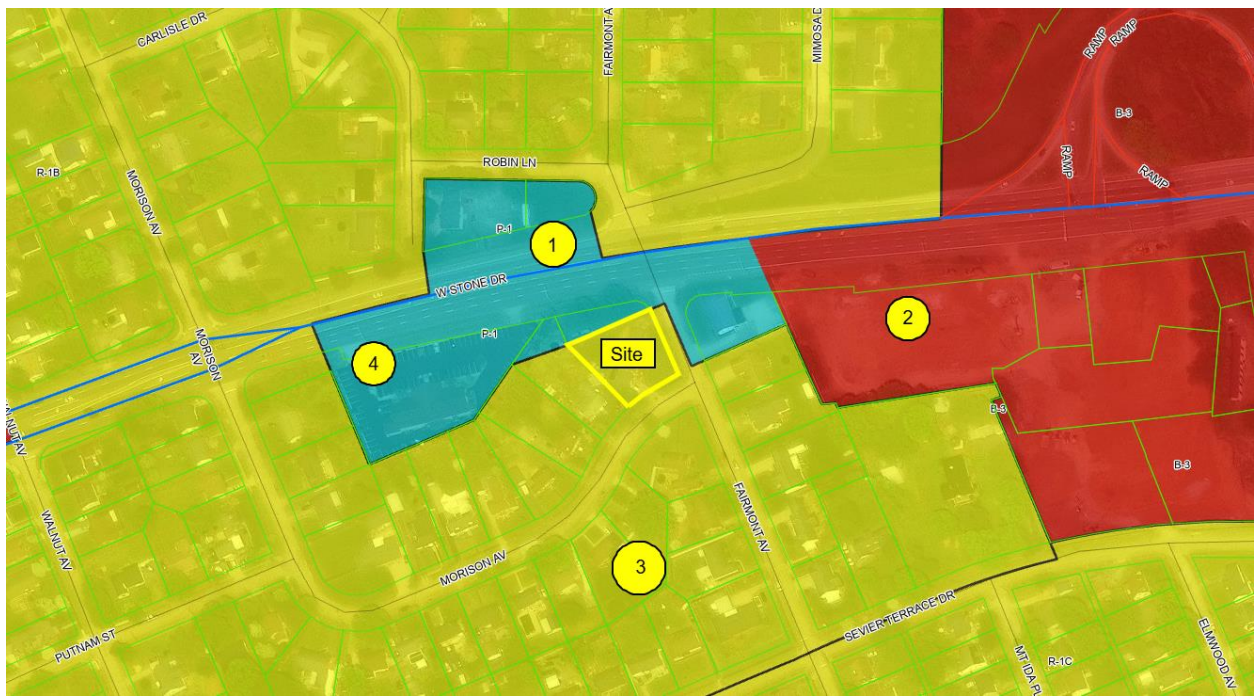 CARLISLE DR
FAIRMONT A
MIMOSA D
RAMP
RAMP
B-3
RAMP
RAMP
R-1B
ROBIN LN
MORISON AV
P-1
1
W STONE DR
2
MORISON
AV
P-1
Site
4
B-3
B-3
WALNUT AV
FAIRMONT AV
3
MORISON AV
SEVIER TERRACE DR
PUTNAM ST
MT IDA PL
R-1C
ELMWOOD AV